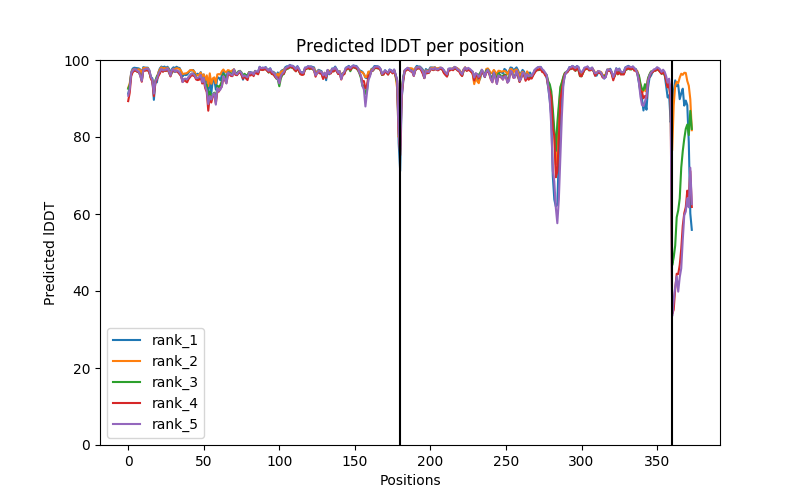 Predicted lDDT per position
100
80
60
40
20
0
Predicted lDDT
rank_1
rank_2
rank_3
rank_4
rank_5
0 50 100 150 200 250 300 350
Positions